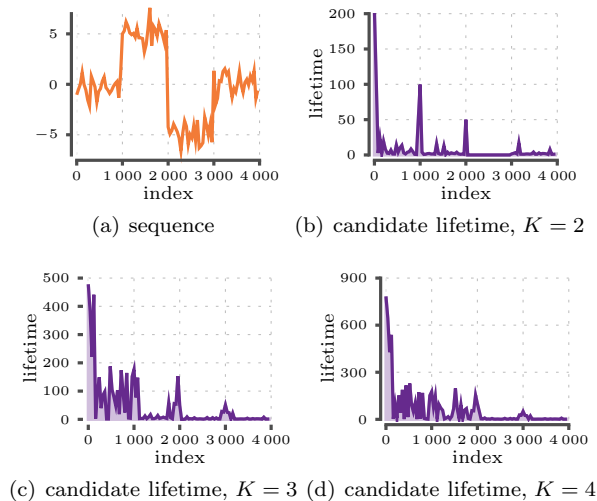 5
0
−5
0 1 000 2 000 3 000 4 000
index
(a) sequence
lifetime
200
150
100
50
0
0 1 000 2 000 3 000 4 000
index
(b) candidate lifetime, K = 2
lifetime
500
400
300
200
100
0
0 1 000 2 000 3 000 4 000
index
(c) candidate lifetime, K = 3
lifetime
900
600
300
0
0 1 000 2 000 3 000 4 000
index
(d) candidate lifetime, K = 4